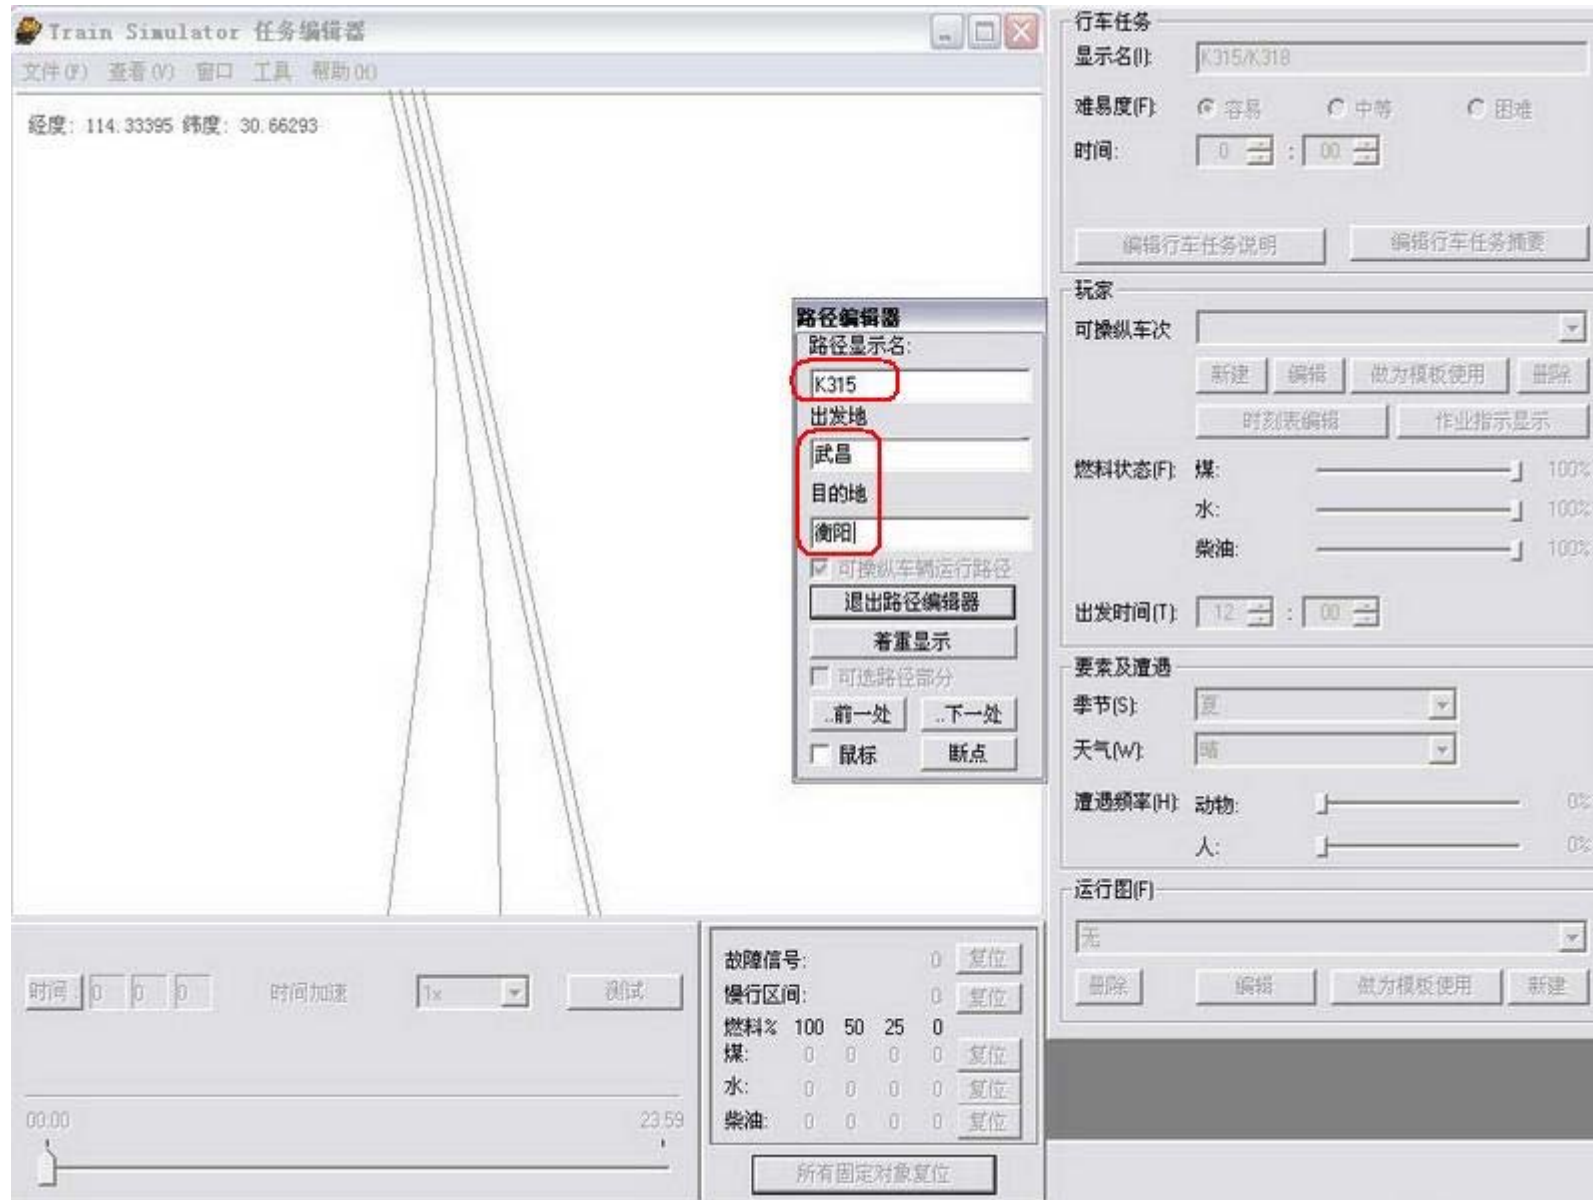 Train Simulator 任务编辑器
文件(F) 查看(V) 窗口 工具 帮助(H)
经度: 114.33395 纬度: 30.66293
路径编辑器
路径显示名:
K315
出发地
武昌
目的地
衡阳
可操纵车辆运行路径
退出路径编辑器
着重显示
可选路径部分
..前一处 ..下一处
鼠标 断点
行车任务
显示名(I): K315/K318
难易度(F): 容易 中等 困难
时间: 0 : 00
编辑行车任务说明 编辑行车任务摘要
玩家
可操纵车次
新建 编辑 做为模板使用 册除
时刻表编辑 作业指示显示
燃料状态(F): 煤: 100%
水: 100%
柴油: 100%
出发时间(T): 12 : 00
要素及遭遇
季节(S): 夏
天气(W): 晴
遭遇频率(H): 动物: 0%
人: 0%
运行图(F)
无
册除 编辑 做为模板使用 新建
时间: 0 0 0 时间加速 1x 测试
00.00 23.59
故障信号: 0 复位
慢行区间: 0 复位
燃料% 100 50 25 0
煤: 0 0 0 0 复位
水: 0 0 0 0 复位
柴油: 0 0 0 0 复位
所有固定对象复位